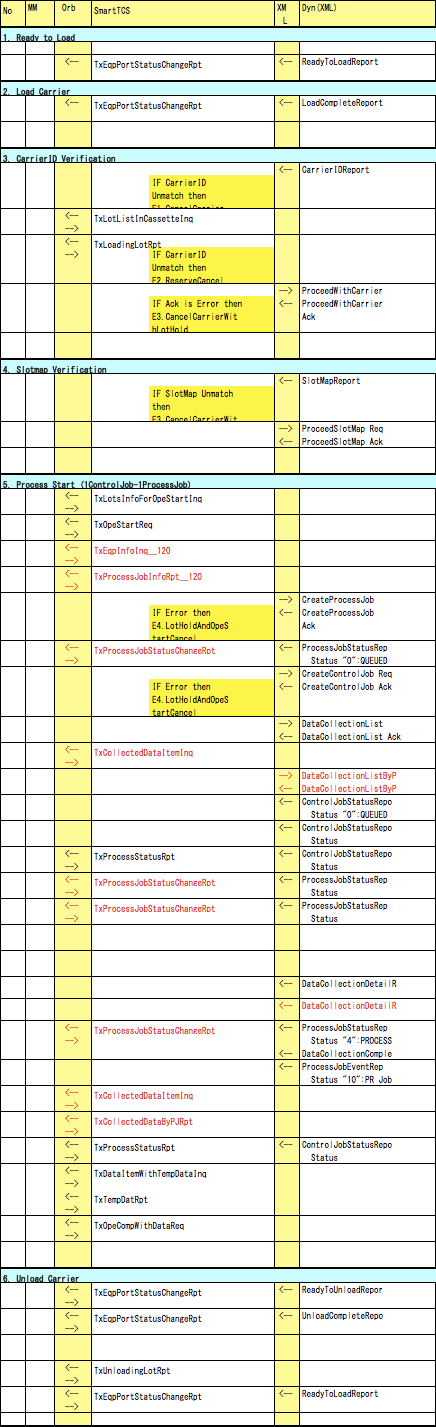 No MM Orb SmartTCS XM Dyn(XML)
L
1. Ready to Load
<-- TxEqpPortStatusChangeRpt <-- ReadyToLoadReport
-->
2. Load Carrier
<-- TxEqpPortStatusChangeRpt <-- LoadCompleteReport
-->
3. CarrierID Verification
<-- CarrierIDReport
IF CarrierID
Unmatch then
E1.CancelCarrier
<-- TxLotListInCassetteInq
-->
<-- TxLoadingLotRpt
-->
IF CarrierID
Unmatch then
E2.ReserveCancel
--> ProceedWithCarrier
IF Ack is Error then <-- ProceedWithCarrier
E3.CancelCarrierWit Ack
hLotHold
4. Slotmap Verification
<-- SlotMapReport
IF SlotMap Unmatch
then
E3.CancelCarrierWit
--> ProceedSlotMap Req
<-- ProceedSlotMap Ack
5. Process Start (1ControlJob-1ProcessJob)
<-- TxLotsInfoForOpeStartInq
-->
<-- TxOpeStartReq
-->
<-- TxEqpInfoInq__120
-->
<-- TxProcessJobInfoRpt__120
-->
--> CreateProcessJob
IF Error then <-- CreateProcessJob
E4.LotHoldAndOpeS Ack
tartCancel
<-- TxProcessJobStatusChangeRpt <-- ProcessJobStatusRep
--> Status "0":QUEUED
--> CreateControlJob Req
IF Error then <-- CreateControlJob Ack
E4.LotHoldAndOpeS
tartCancel
--> DataCollectionList
<-- DataCollectionList Ack
<-- TxCollectedDataItemInq
-->
--> DataCollectionListByP
<-- DataCollectionListByP
<-- ControlJobStatusRepo
Status "0":QUEUED
<-- ControlJobStatusRepo
Status
<-- TxProcessStatusRpt <-- ControlJobStatusRepo
--> Status
<-- TxProcessJobStatusChangeRpt <-- ProcessJobStatusRep
--> Status
<-- TxProcessJobStatusChangeRpt <-- ProcessJobStatusRep
--> Status
<-- DataCollectionDetailR
<-- DataCollectionDetailR
<-- TxProcessJobStatusChangeRpt <-- ProcessJobStatusRep
--> Status "4":PROCESS
<-- DataCollectionComple
<-- ProcessJobEventRep
Status "10":PR Job
<-- TxCollectedDataItemInq
-->
<-- TxCollectedDataByPJRpt
-->
<-- TxProcessStatusRpt <-- ControlJobStatusRepo
--> Status
<-- TxDataItemWithTempDataInq
-->
<-- TxTempDatRpt
-->
<-- TxOpeCompWithDataReq
-->
6. Unload Carrier
<-- TxEqpPortStatusChangeRpt <-- ReadyToUnloadRepor
-->
<-- TxEqpPortStatusChangeRpt <-- UnloadCompleteRepo
-->
<-- TxUnloadingLotRpt
-->
<-- TxEqpPortStatusChangeRpt <-- ReadyToLoadReport
-->